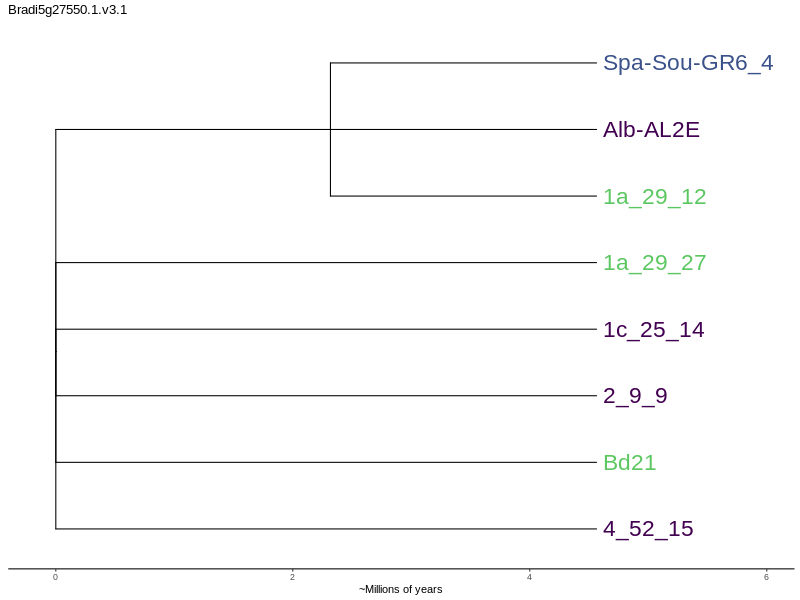 Bradi5g27550.1.v3.1
Spa-Sou-GR6_4
Alb-AL2E
1a_29_12
1a_29_27
1c_25_14
2_9_9
Bd21
4_52_15
0 2 4 6
~Millions of years